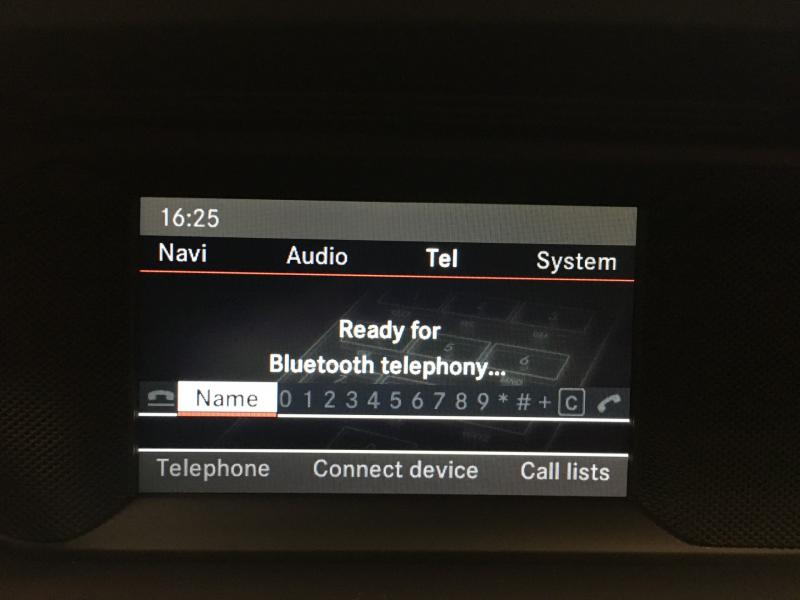 16:25
Navi Audio Tel System
Ready for
Bluetooth telephony...
Name 0 1 2 3 4 5 6 7 8 9 * # + C
Telephone Connect device Call lists